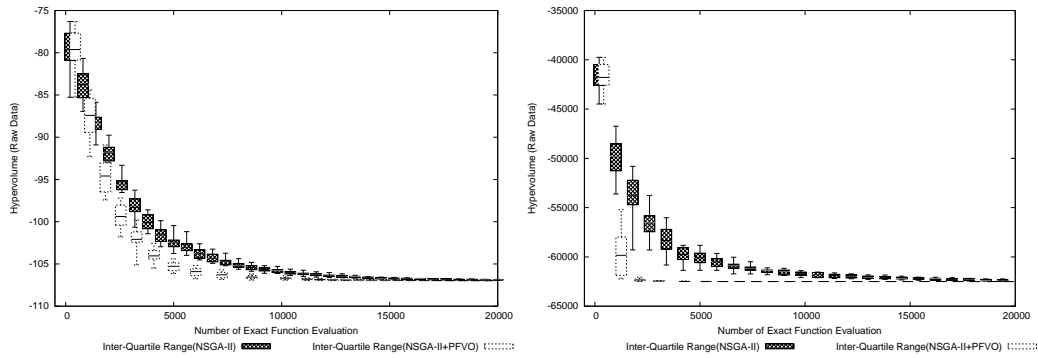 -75
-80
-85
-90
-95
-100
-105
-110
Hypervolume (Raw Data)
0 5000 10000 15000 20000
Number of Exact Function Evaluation
Inter-Quartile Range(NSGA-II) Inter-Quartile Range(NSGA-II+PFVO)
-35000
-40000
-45000
-50000
-55000
-60000
-65000
Hypervolume (Raw Data)
0 5000 10000 15000 20000
Number of Exact Function Evaluation
Inter-Quartile Range(NSGA-II) Inter-Quartile Range(NSGA-II+PFVO)